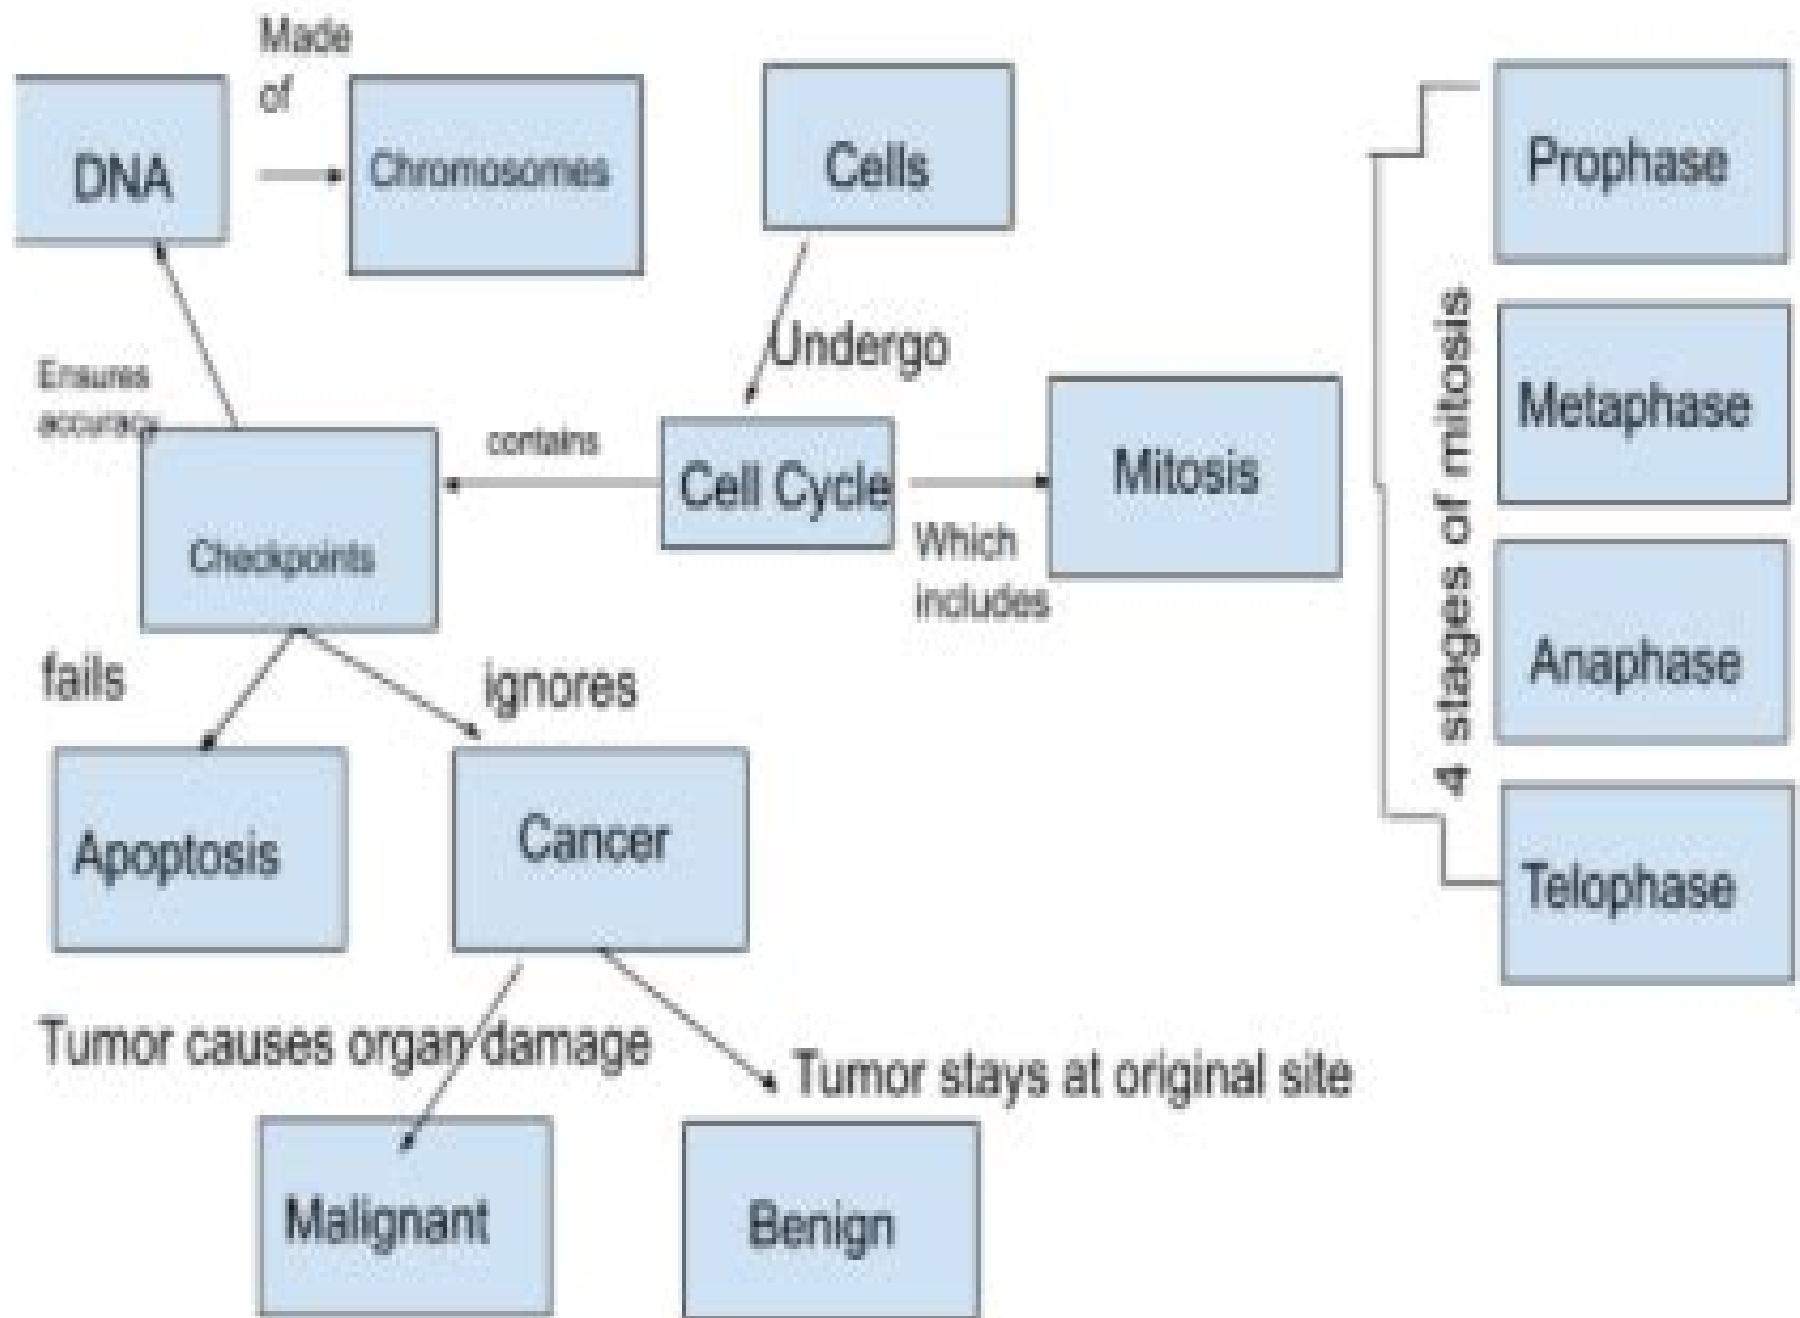 Made
of
DNA
Chromosomes
Cells
Prophase
Undergo
Ensures
accuracy
contains
Cell Cycle
Mitosis
Which
includes
4 stages of mitosis
Metaphase
Checkpoints
Anaphase
fails
ignores
Apoptosis
Cancer
Telophase
Tumor causes organ damage
Tumor stays at original site
Malignant
Benign